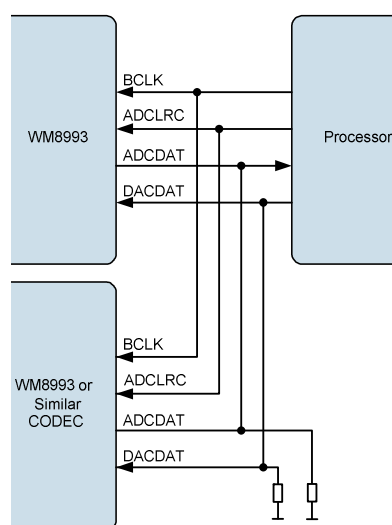 BCLK
ADCLRC
WM8993
Processor
ADCDAT
DACDAT
BCLK
WM8993 or
Similar
CODEC
ADCLRC
ADCDAT
DACDAT